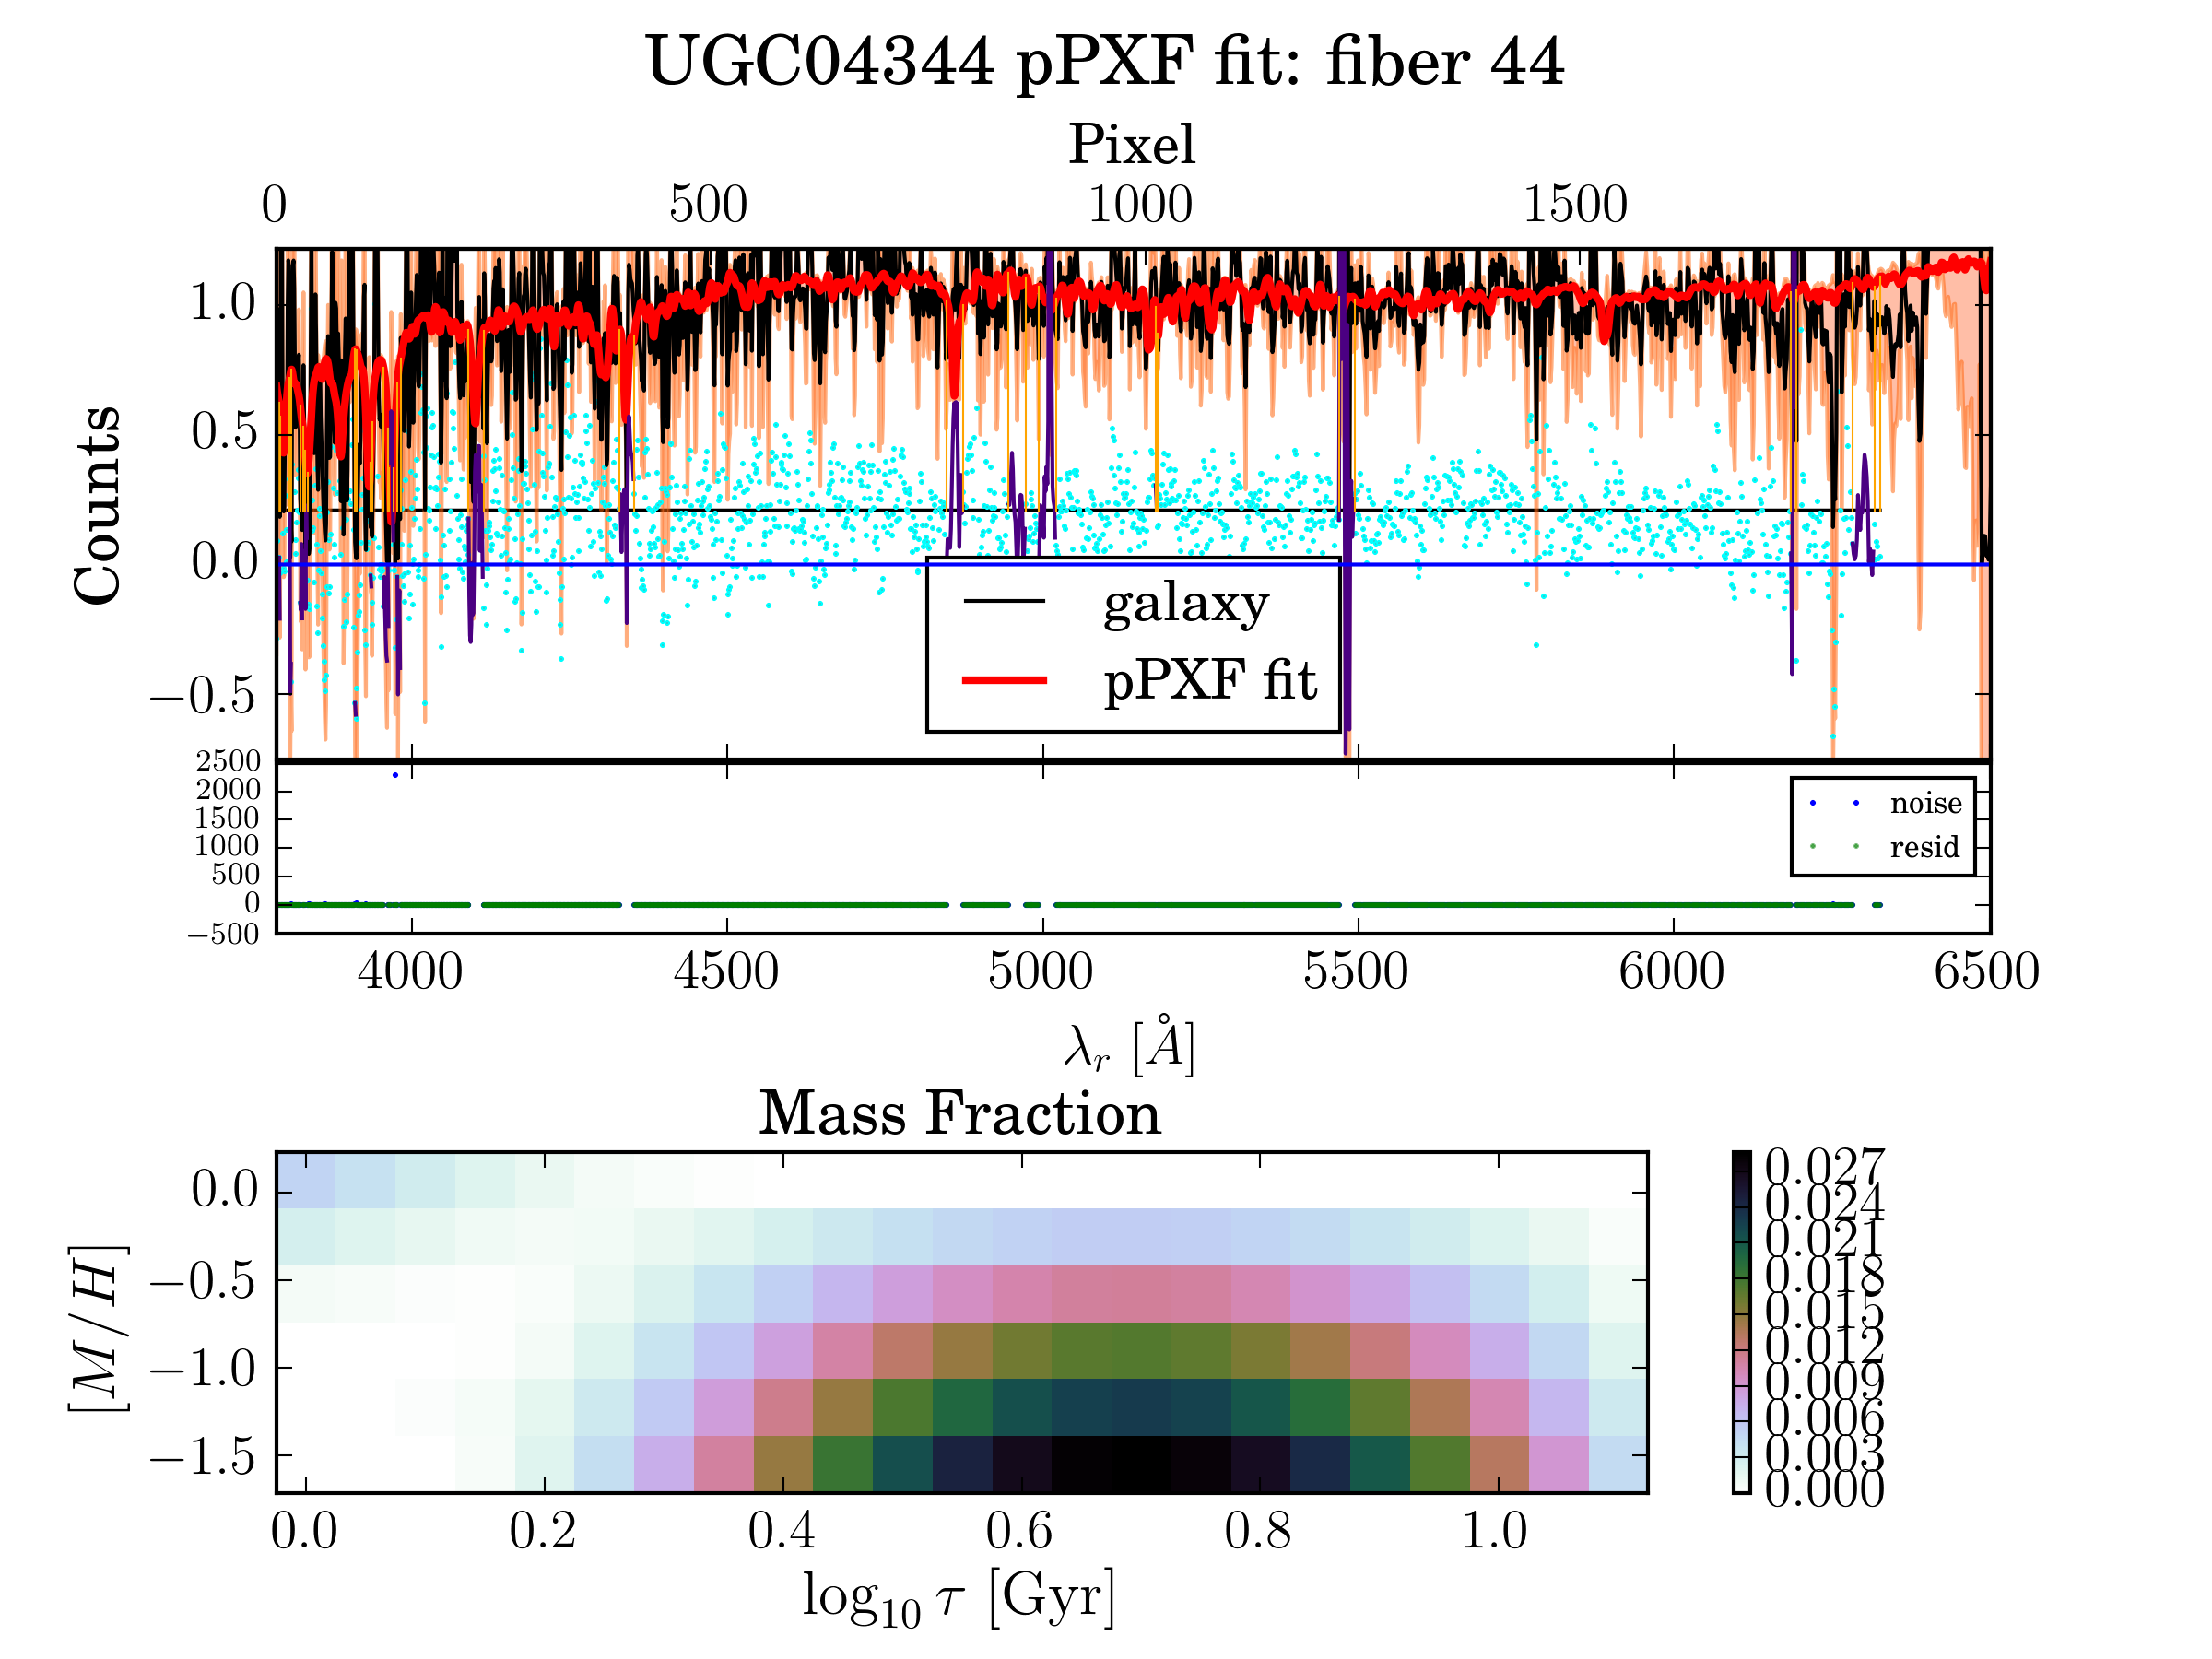 UGC04344 pPXF fit: fiber 44
Pixel
0 500 1000 1500
1.0
0.5
0.0
−0.5
Counts
galaxy
pPXF fit
2500
2000
1500
1000
500
0
−500
noise
resid
4000 4500 5000 5500 6000 6500
λr [Å]
Mass Fraction
0.0
−0.5
−1.0
−1.5
[M/H]
0.027
0.024
0.021
0.018
0.015
0.012
0.009
0.006
0.003
0.000
0.0 0.2 0.4 0.6 0.8 1.0
log10 τ [Gyr]